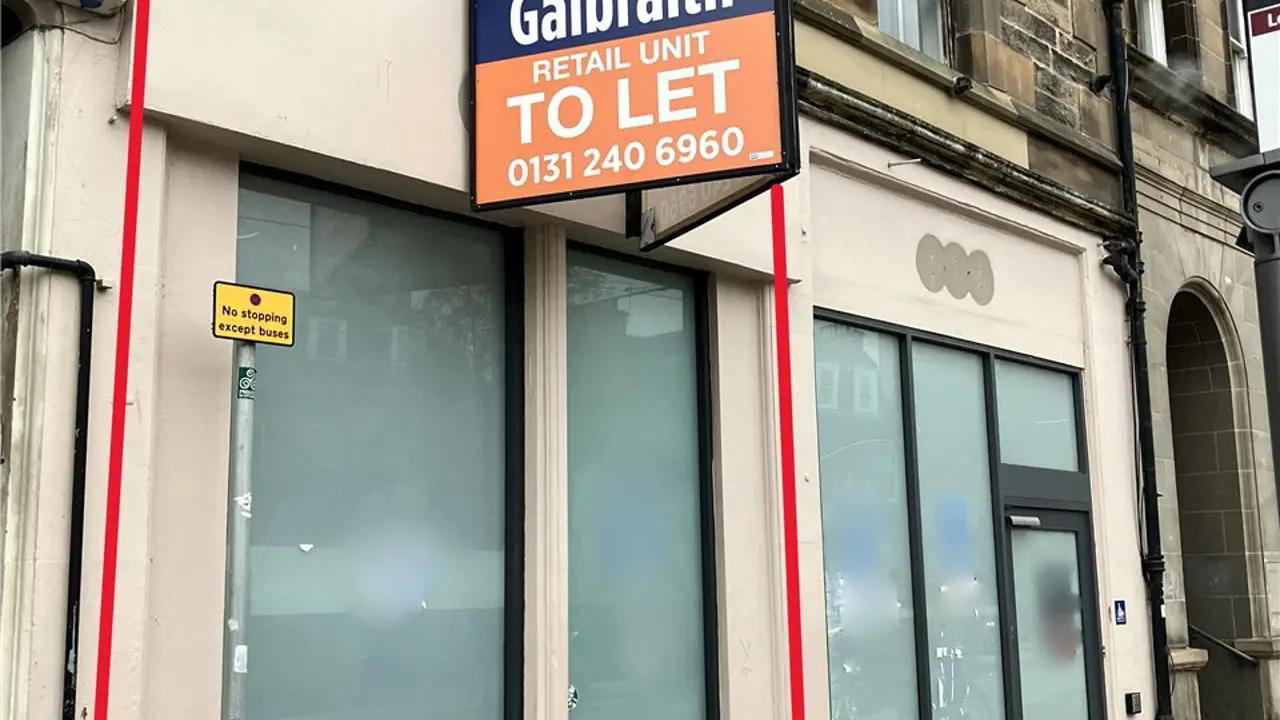 Galbraith
RETAIL UNIT
TO LET
0131 240 6960
No stopping
except buses